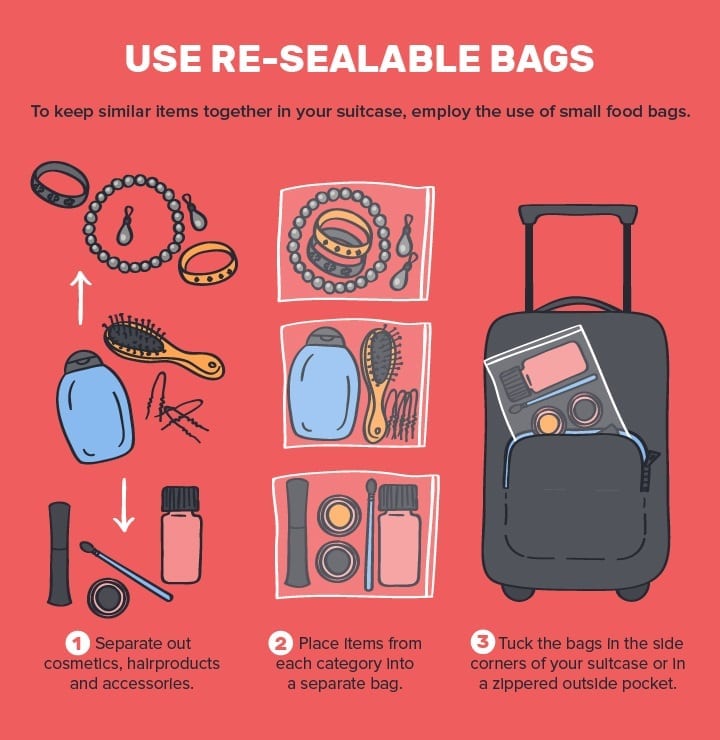 USE RE-SEALABLE BAGS
To keep similar items together in your suitcase, employ the use of small food bags.
1 Separate out
cosmetics, hairproducts
and accessories.
2 Place items from
each category into
a separate bag.
3 Tuck the bags in the side
corners of your suitcase or in
a zippered outside pocket.